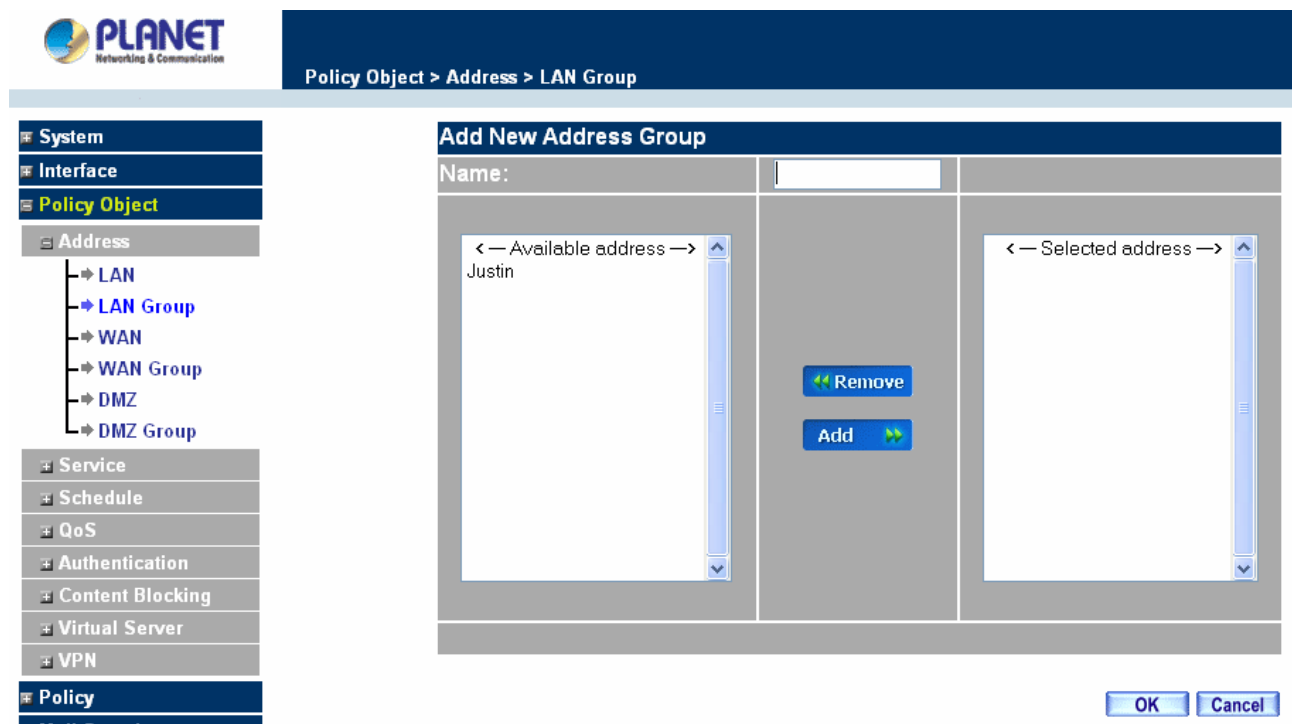 PLANET
Networking & Communication
Policy Object > Address > LAN Group
System
Interface
Policy Object
Address
LAN
LAN Group
WAN
WAN Group
DMZ
DMZ Group
Service
Schedule
QoS
Authentication
Content Blocking
Virtual Server
VPN
Policy
Add New Address Group
Name:
<--- Available address --->
Justin
Remove
Add
<--- Selected address --->
OK
Cancel